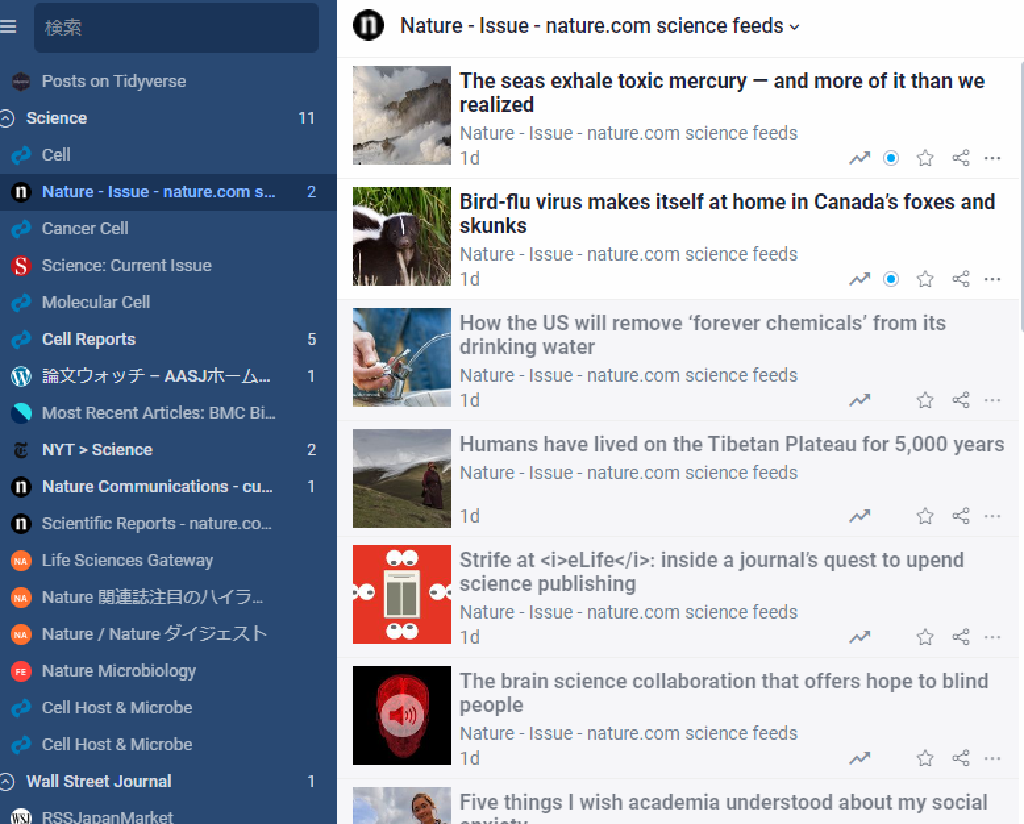 検索
Posts on Tidyverse
Science 11
Cell
Nature - Issue - nature.com s... 2
Cancer Cell
Science: Current Issue
Molecular Cell
Cell Reports 5
論文ウォッチ – AASJホーム... 1
Most Recent Articles: BMC Bi...
NYT > Science 2
Nature Communications - cu... 1
Scientific Reports - nature.co...
NA Life Sciences Gateway
NA Nature 関連誌注目のハイラ...
NA Nature / Nature ダイジェスト
FE Nature Microbiology
Cell Host & Microbe
Cell Host & Microbe
Wall Street Journal 1
WSJ RSSJapanMarket
Nature - Issue - nature.com science feeds
The seas exhale toxic mercury — and more of it than we
realized
Nature - Issue - nature.com science feeds
1d
Bird-flu virus makes itself at home in Canada’s foxes and
skunks
Nature - Issue - nature.com science feeds
1d
How the US will remove ‘forever chemicals’ from its
drinking water
Nature - Issue - nature.com science feeds
1d
Humans have lived on the Tibetan Plateau for 5,000 years
Nature - Issue - nature.com science feeds
1d
Strife at <i>eLife</i>: inside a journal’s quest to upend
science publishing
Nature - Issue - nature.com science feeds
1d
The brain science collaboration that offers hope to blind
people
Nature - Issue - nature.com science feeds
1d
Five things I wish academia understood about my social
anxiety